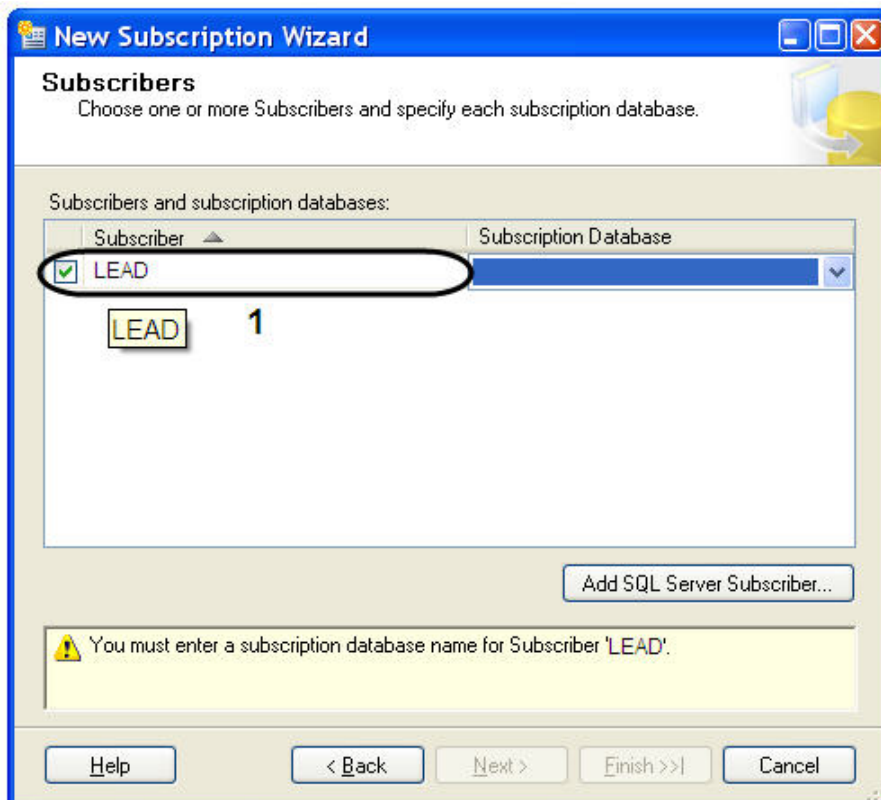 New Subscription Wizard
Subscribers
Choose one or more Subscribers and specify each subscription database.
Subscribers and subscription databases:
Subscriber Subscription Database
LEAD
LEAD 1
Add SQL Server Subscriber...
You must enter a subscription database name for Subscriber 'LEAD'.
Help < Back Next > Finish >>| Cancel